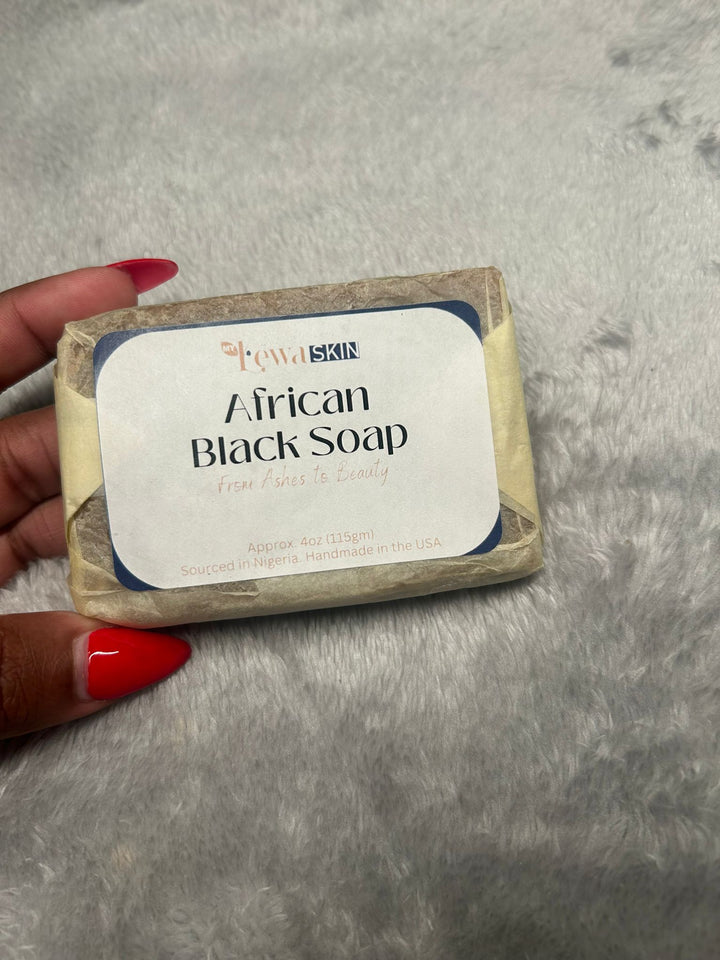 MY Ẹwa SKIN
African
Black Soap
From Ashes to Beauty
Approx. 4oz (115gm)
Sourced in Nigeria. Handmade in the USA